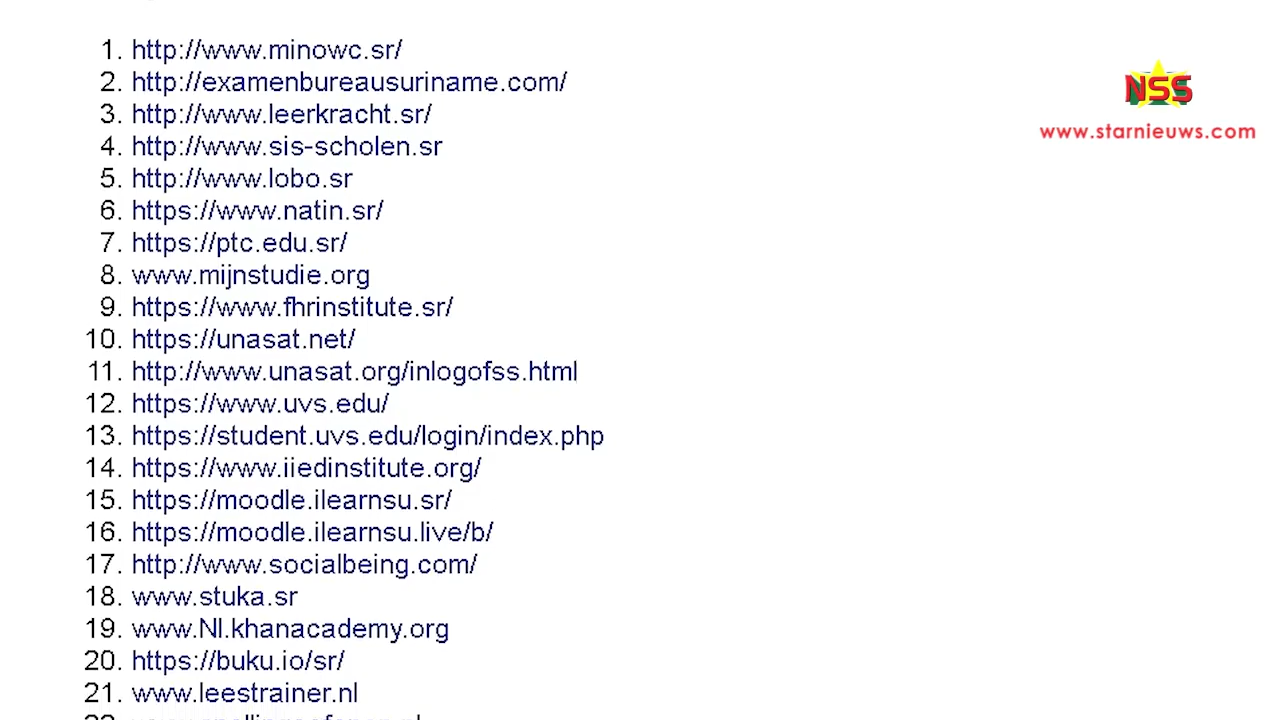 1. http://www.minowc.sr/
2. http://examenbureausuriname.com/
3. http://www.leerkracht.sr/
4. http://www.sis-scholen.sr
5. http://www.lobo.sr
6. https://www.natin.sr/
7. https://ptc.edu.sr/
8. www.mijnstudie.org
9. https://www.fhrinstitute.sr/
10. https://unasat.net/
11. http://www.unasat.org/inlogofss.html
12. https://www.uvs.edu/
13. https://student.uvs.edu/login/index.php
14. https://www.iiedinstitute.org/
15. https://moodle.ilearnsu.sr/
16. https://moodle.ilearnsu.live/b/
17. http://www.socialbeing.com/
18. www.stuka.sr
19. www.Nl.khanacademy.org
20. https://buku.io/sr/
21. www.leestrainer.nl
NSS
www.starnieuws.com